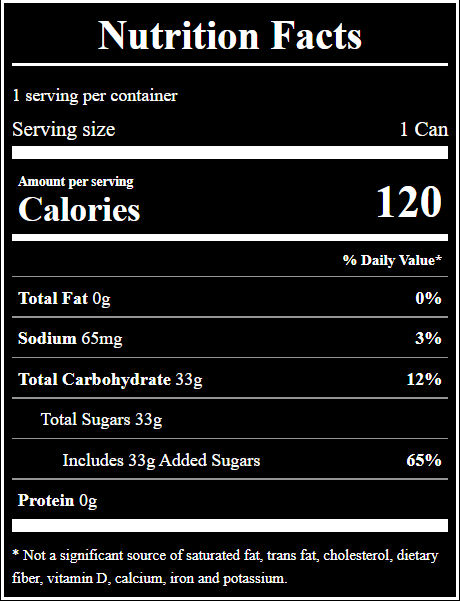 Nutrition Facts
1 serving per container
Serving size 1 Can
Amount per serving
Calories 120
% Daily Value*
Total Fat 0g 0%
Sodium 65mg 3%
Total Carbohydrate 33g 12%
Total Sugars 33g
Includes 33g Added Sugars 65%
Protein 0g
* Not a significant source of saturated fat, trans fat, cholesterol, dietary
fiber, vitamin D, calcium, iron and potassium.